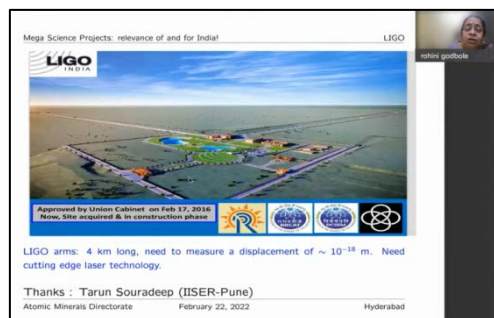 Mega Science Projects: relevance of and for India! LIGO
rohini godbole
LIGO
INDIA
Approved by Union Cabinet on Feb 17, 2016
Now, Site acquired & in construction phase
LIGO arms: 4 km long, need to measure a displacement of ~ 10⁻¹⁸ m. Need
cutting edge laser technology.
Thanks : Tarun Souradeep (IISER-Pune)
Atomic Minerals Directorate February 22, 2022 Hyderabad